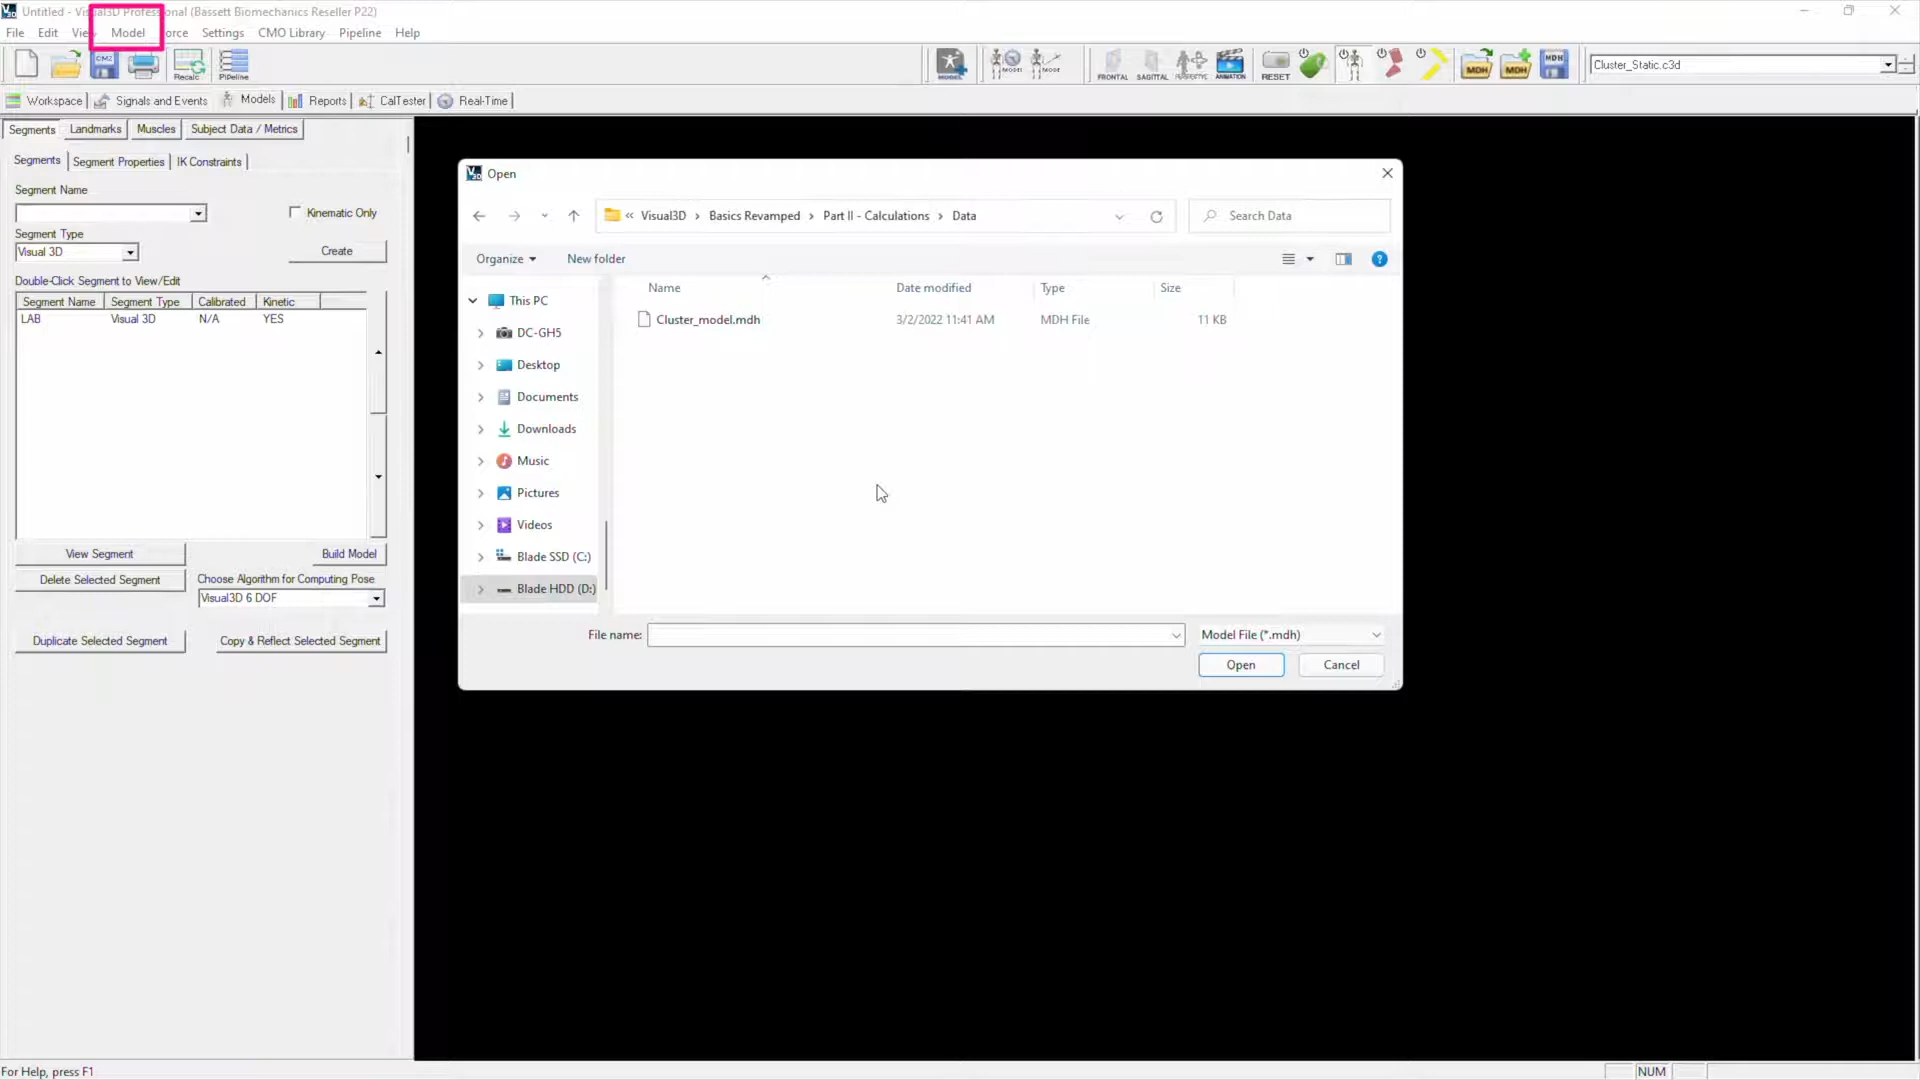 Untitled - Visual3D Professional (Bassett Biomechanics Reseller P22)
File Edit View Model Force Settings CMO Library Pipeline Help
CMZ Recalc PIPeline MODEL MODEL MODEL FRONTAL SAGITTAL PERSPECTIVE ANIMATION RESET MDH MDH MDH Cluster_Static.c3d
Workspace Signals and Events Models Reports CalTester Real-Time
Segments Landmarks Muscles Subject Data / Metrics
Segments Segment Properties IK Constraints
Segment Name
Kinematic Only
Segment Type
Visual 3D Create
Double-Click Segment to View/Edit
Segment Name Segment Type Calibrated Kinetic
LAB Visual 3D N/A YES
View Segment Build Model
Delete Selected Segment Choose Algorithm for Computing Pose
Visual3D 6 DOF
Duplicate Selected Segment Copy & Reflect Selected Segment
Open
« Visual3D > Basics Revamped > Part II - Calculations > Data Search Data
Organize New folder
Name Date modified Type Size
Cluster_model.mdh 3/2/2022 11:41 AM MDH File 11 KB
This PC
DC-GH5
Desktop
Documents
Downloads
Music
Pictures
Videos
Blade SSD (C:)
Blade HDD (D:)
File name: Model File (*.mdh)
Open Cancel
For Help, press F1 NUM